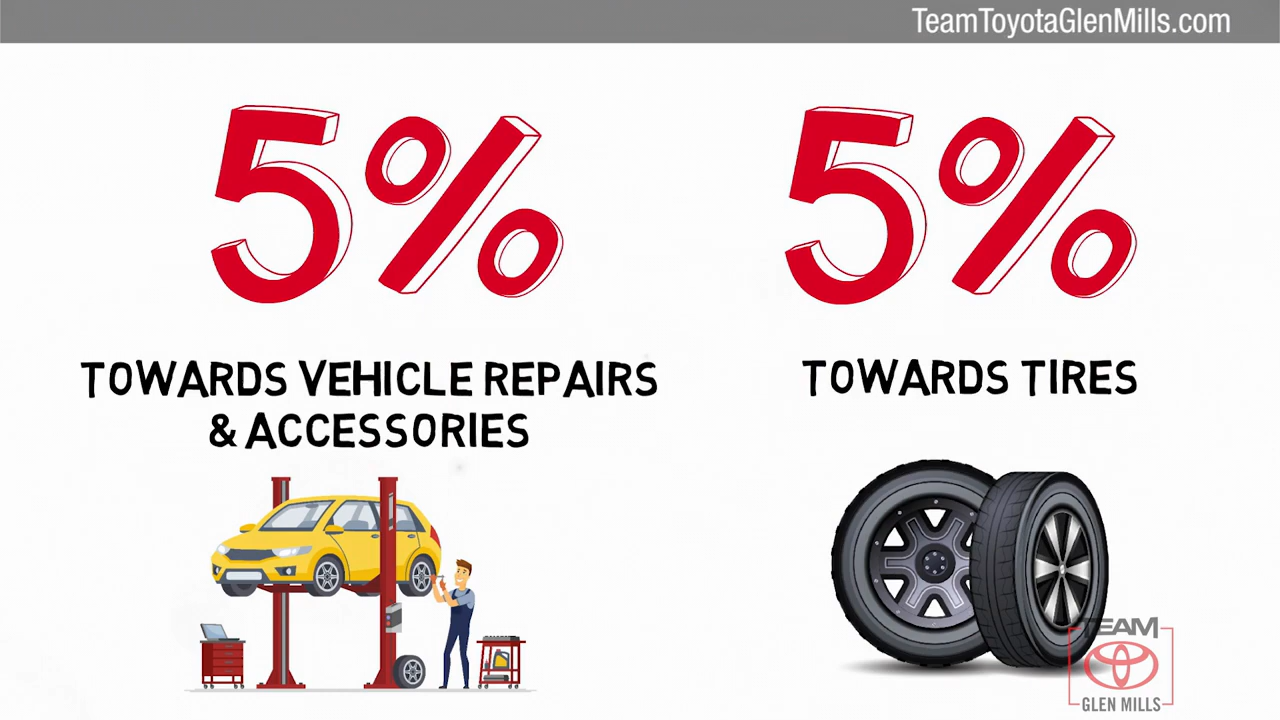 TeamToyotaGlenMills.com
5%
TOWARDS VEHICLE REPAIRS
& ACCESSORIES
5%
TOWARDS TIRES
TEAM
GLEN MILLS